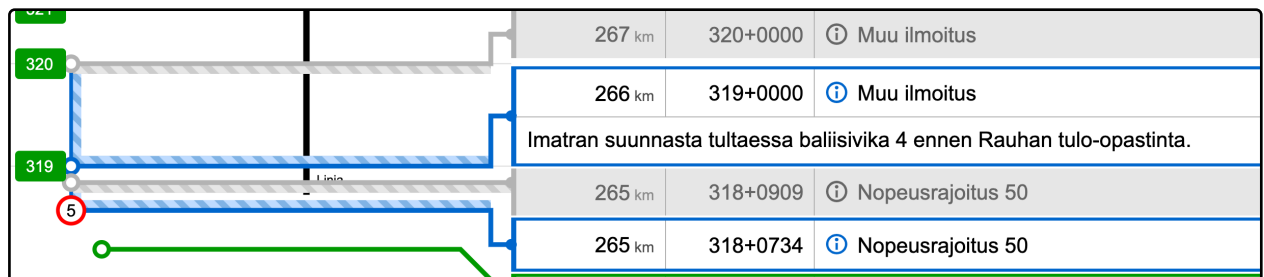 320
319
5
267 km 320+0000 Muu ilmoitus
266 km 319+0000 Muu ilmoitus
Imatran suunnasta tultaessa baliisivika 4 ennen Rauhan tulo-opastinta.
265 km 318+0909 Nopeusrajoitus 50
265 km 318+0734 Nopeusrajoitus 50